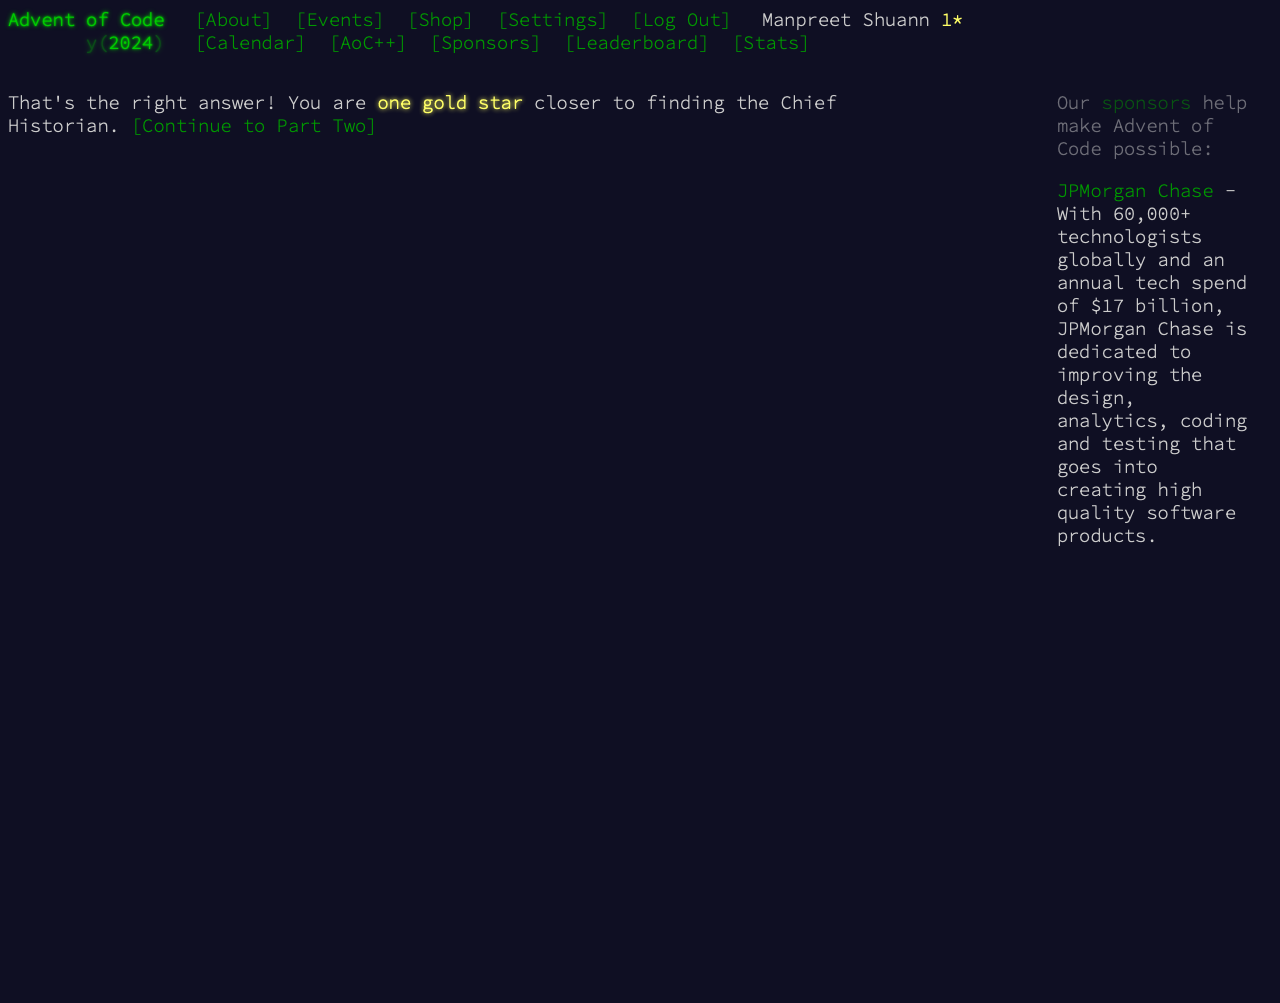 Advent of Code [About] [Events] [Shop] [Settings] [Log Out] Manpreet Shuann 1*
y(2024) [Calendar] [AoC++] [Sponsors] [Leaderboard] [Stats]
That's the right answer! You are one gold star closer to finding the Chief
Historian. [Continue to Part Two]
Our sponsors help
make Advent of
Code possible:
JPMorgan Chase -
With 60,000+
technologists
globally and an
annual tech spend
of $17 billion,
JPMorgan Chase is
dedicated to
improving the
design,
analytics, coding
and testing that
goes into
creating high
quality software
products.